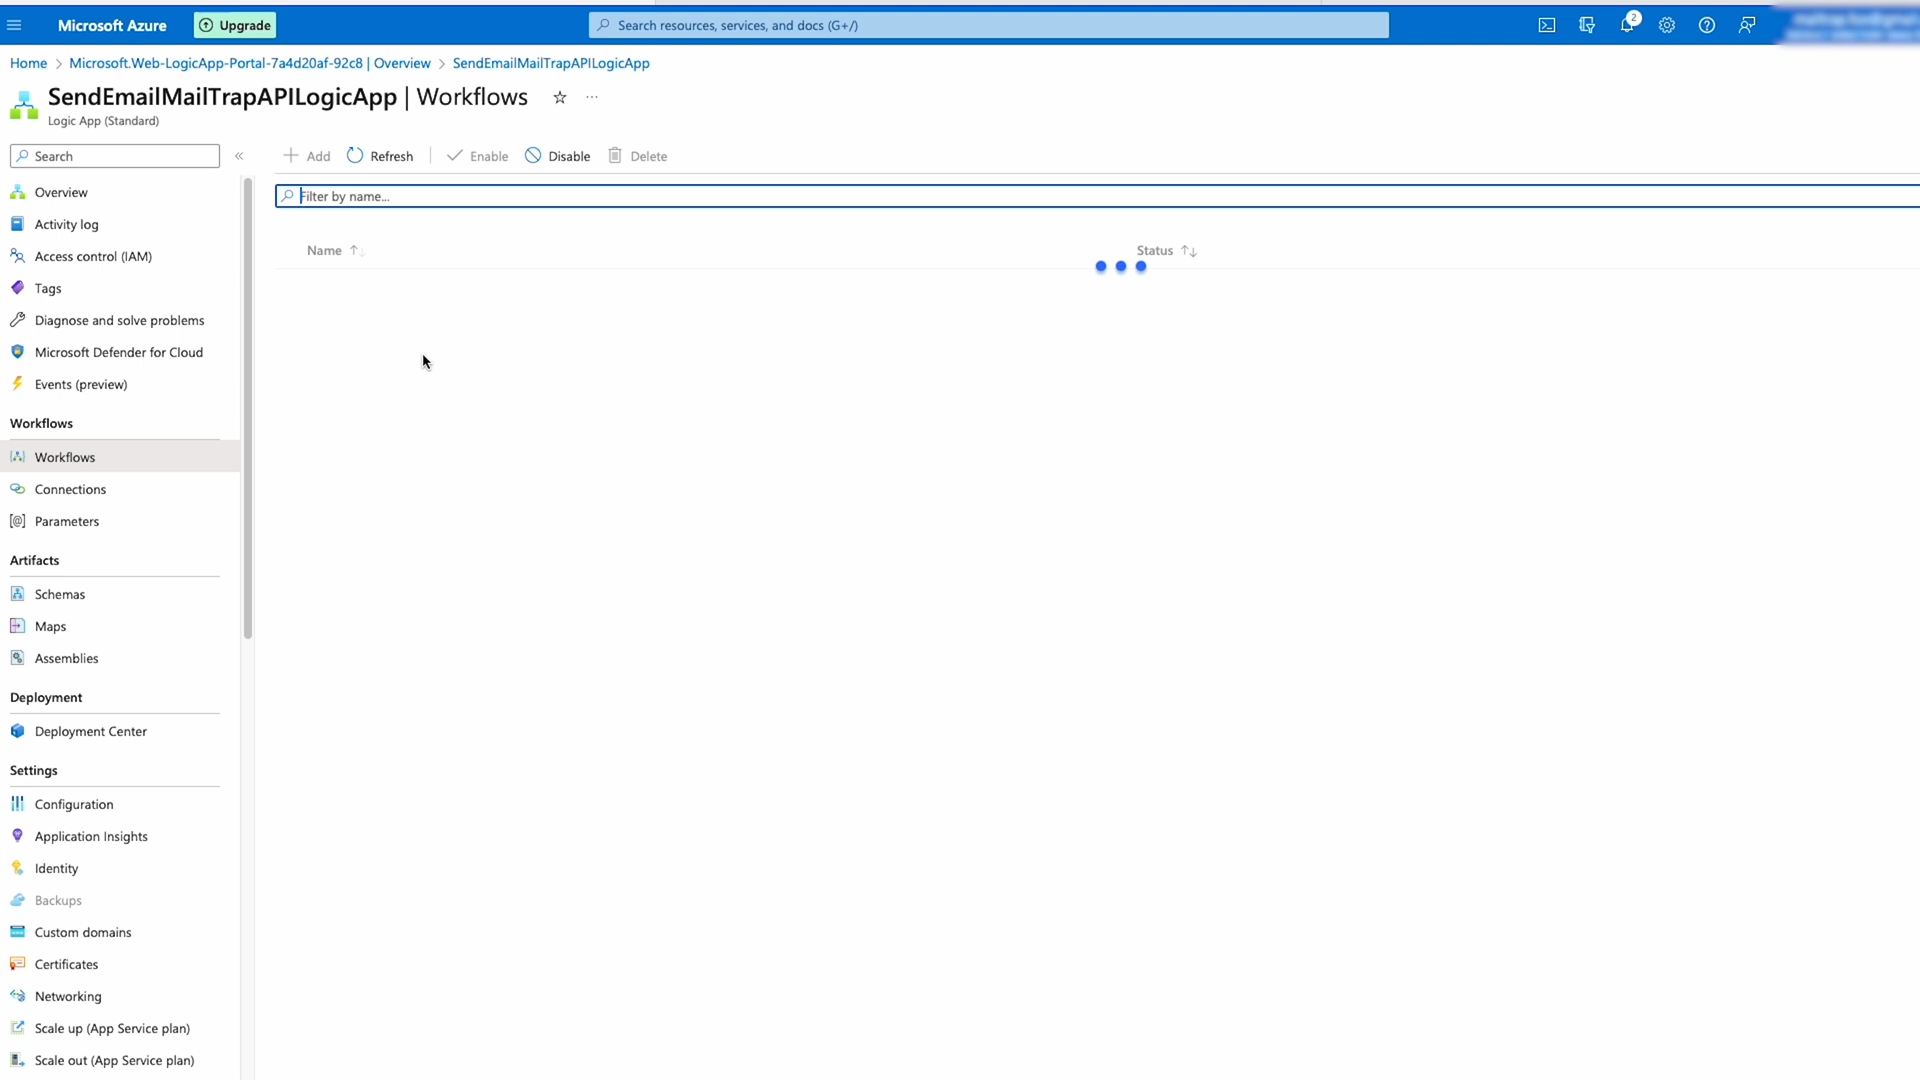 Microsoft Azure
Upgrade
Search resources, services, and docs (G+/)
2
Home > Microsoft.Web-LogicApp-Portal-7a4d20af-92c8 | Overview > SendEmailMailTrapAPILogicApp
SendEmailMailTrapAPILogicApp | Workflows
Logic App (Standard)
Search
Add
Refresh
Enable
Disable
Delete
Filter by name...
Name
Status
Overview
Activity log
Access control (IAM)
Tags
Diagnose and solve problems
Microsoft Defender for Cloud
Events (preview)
Workflows
Workflows
Connections
Parameters
Artifacts
Schemas
Maps
Assemblies
Deployment
Deployment Center
Settings
Configuration
Application Insights
Identity
Backups
Custom domains
Certificates
Networking
Scale up (App Service plan)
Scale out (App Service plan)